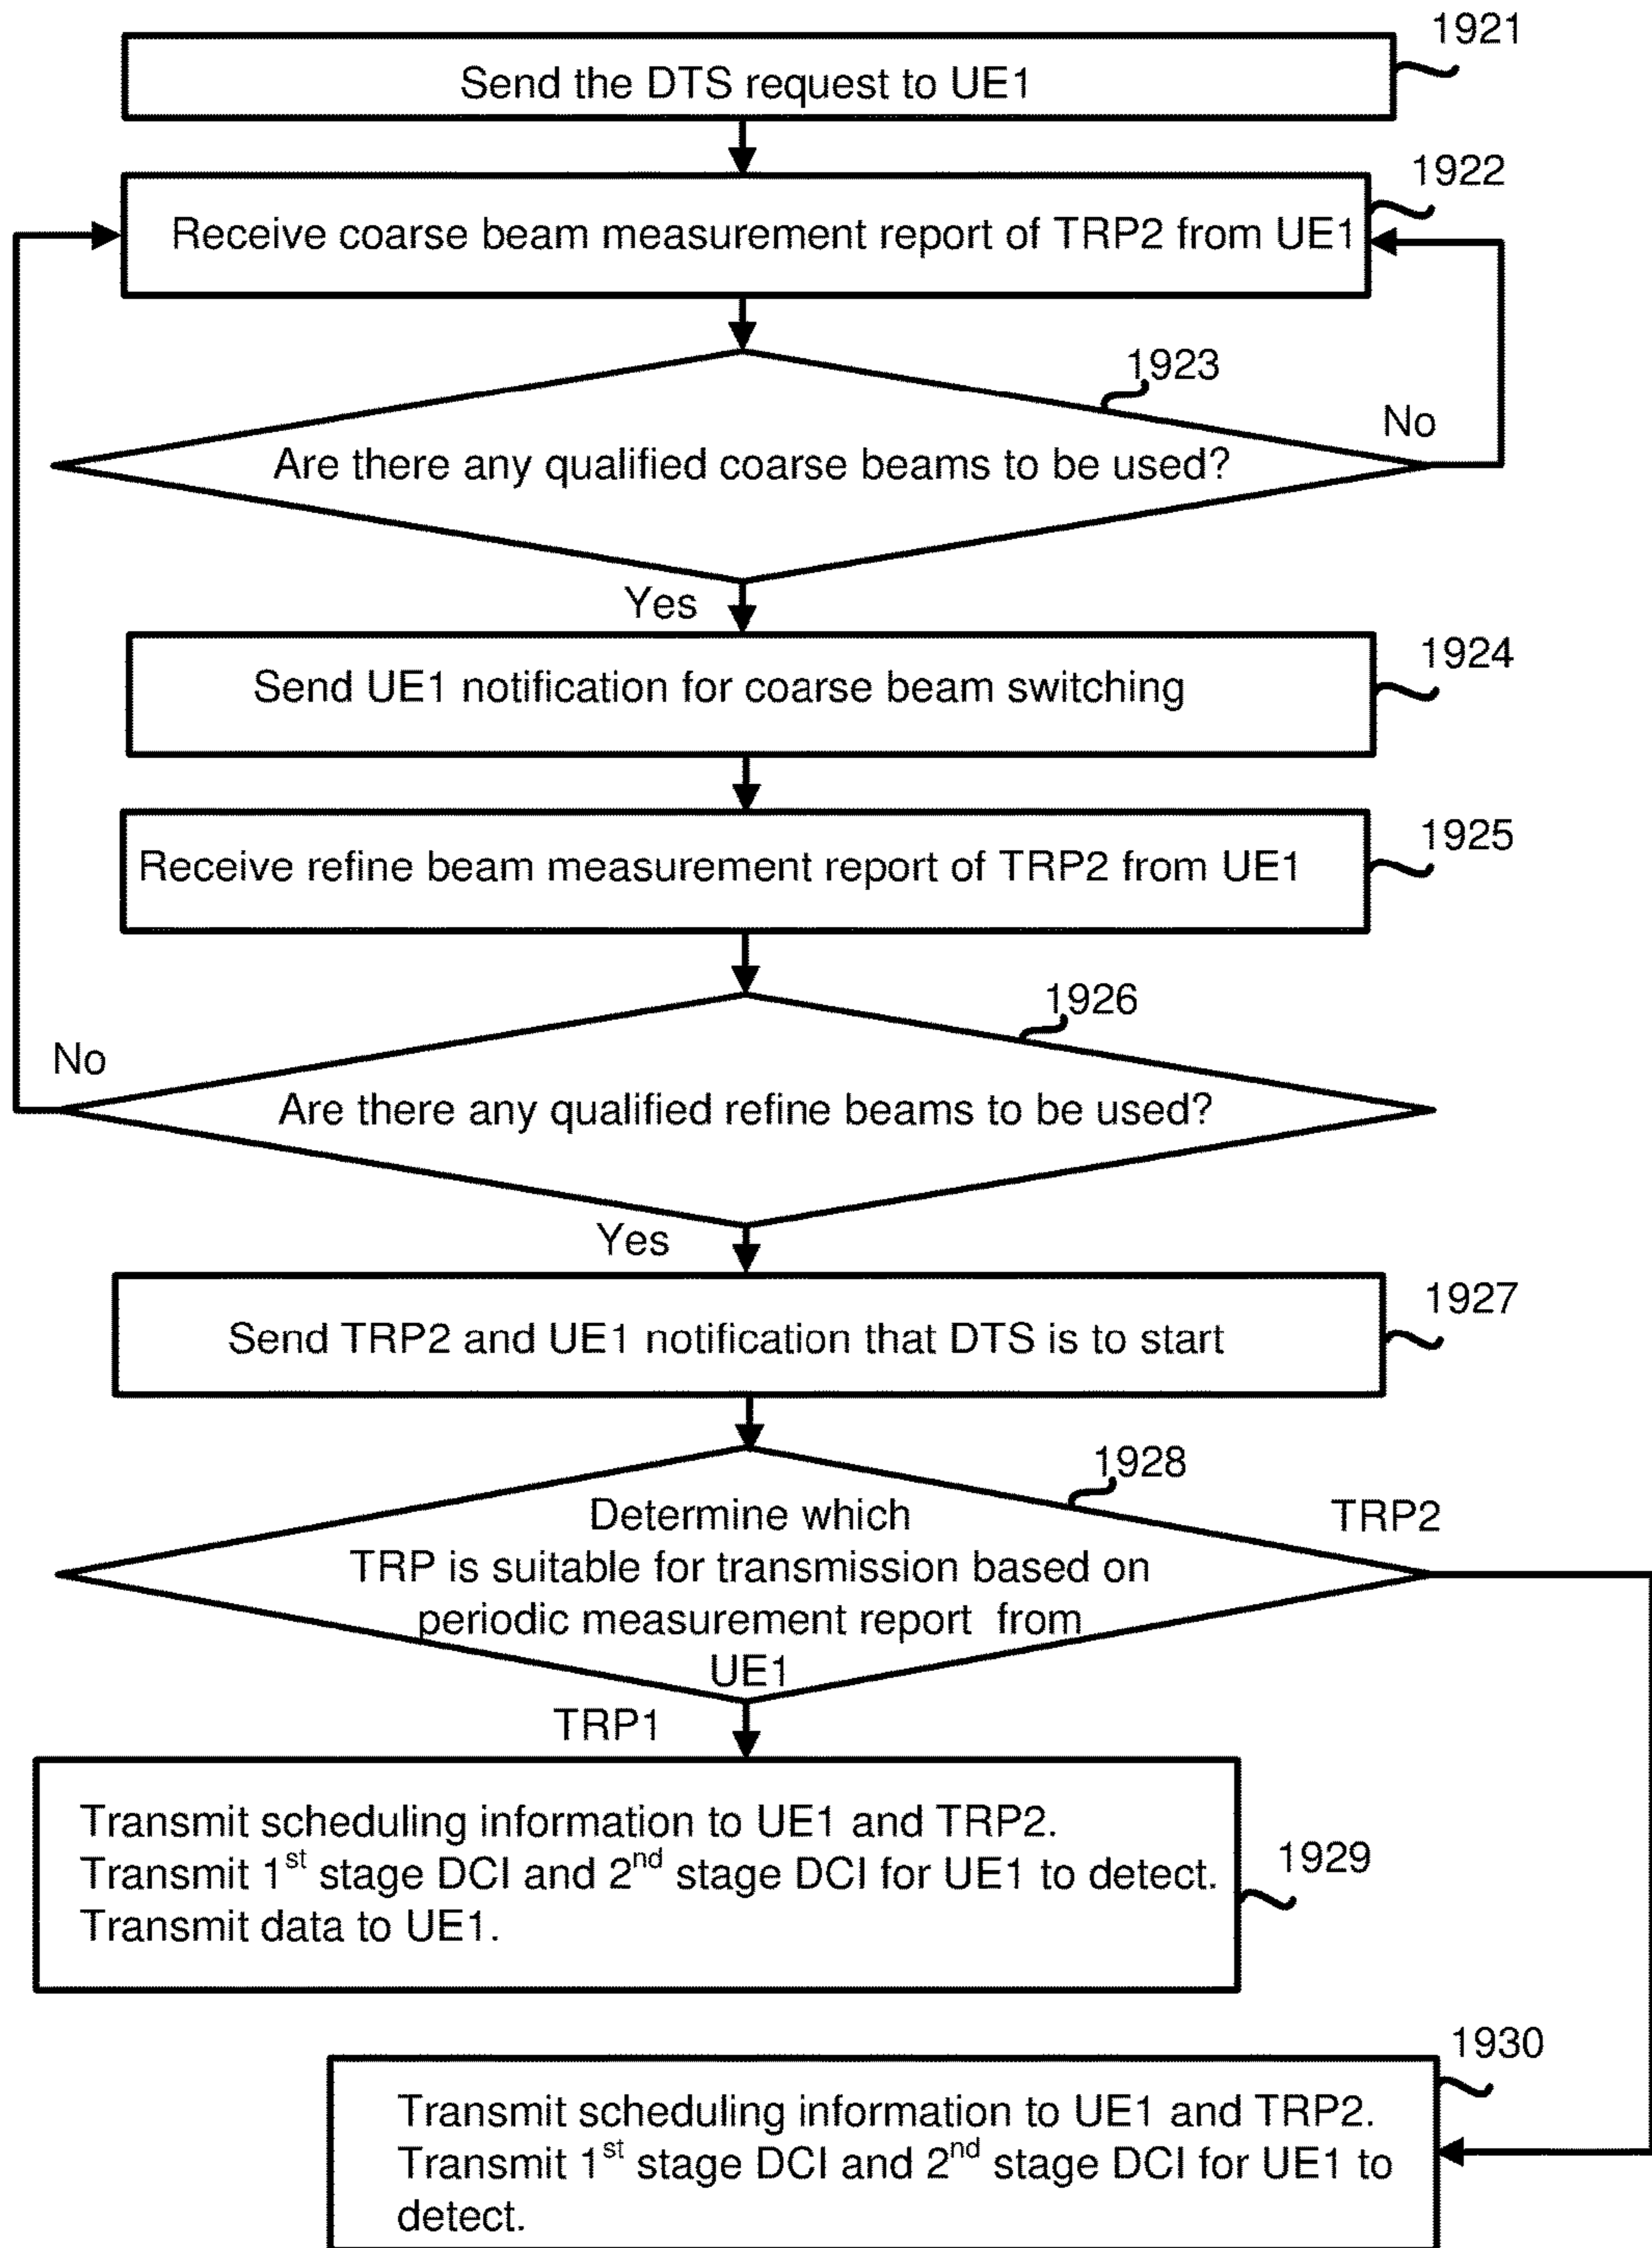 1921
Send the DTS request to UE1
1922
Receive coarse beam measurement report of TRP2 from UE1
1923
No
Are there any qualified coarse beams to be used?
Yes
1924
Send UE1 notification for coarse beam switching
1925
Receive refine beam measurement report of TRP2 from UE1
1926
No
Are there any qualified refine beams to be used?
Yes
1927
Send TRP2 and UE1 notification that DTS is to start
1928
TRP2
Determine which
TRP is suitable for transmission based on
periodic measurement report from
UE1
TRP1
Transmit scheduling information to UE1 and TRP2.
Transmit 1st stage DCI and 2nd stage DCI for UE1 to detect.
Transmit data to UE1.
1929
1930
Transmit scheduling information to UE1 and TRP2.
Transmit 1st stage DCI and 2nd stage DCI for UE1 to
detect.